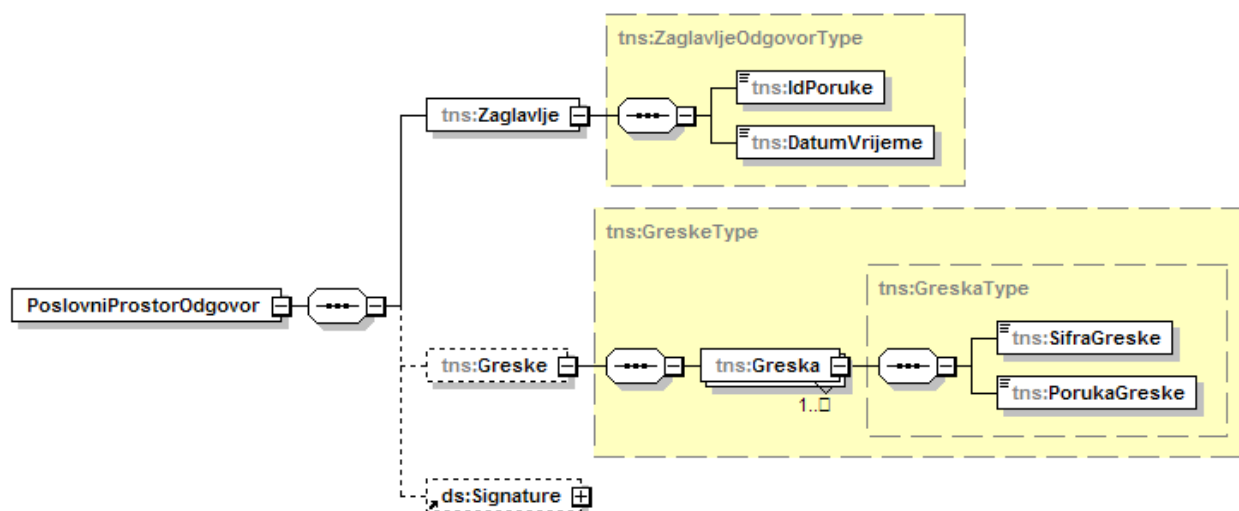 tns:ZaglavljeOdgovorType
tns:IdPoruke
tns:Zaglavlje
tns:DatumVrijeme
tns:GreskeType
tns:GreskaType
PoslovniProstorOdgovor
tns:SifraGreske
tns:Greske
tns:Greska
tns:PorukaGreske
1..□
ds:Signature